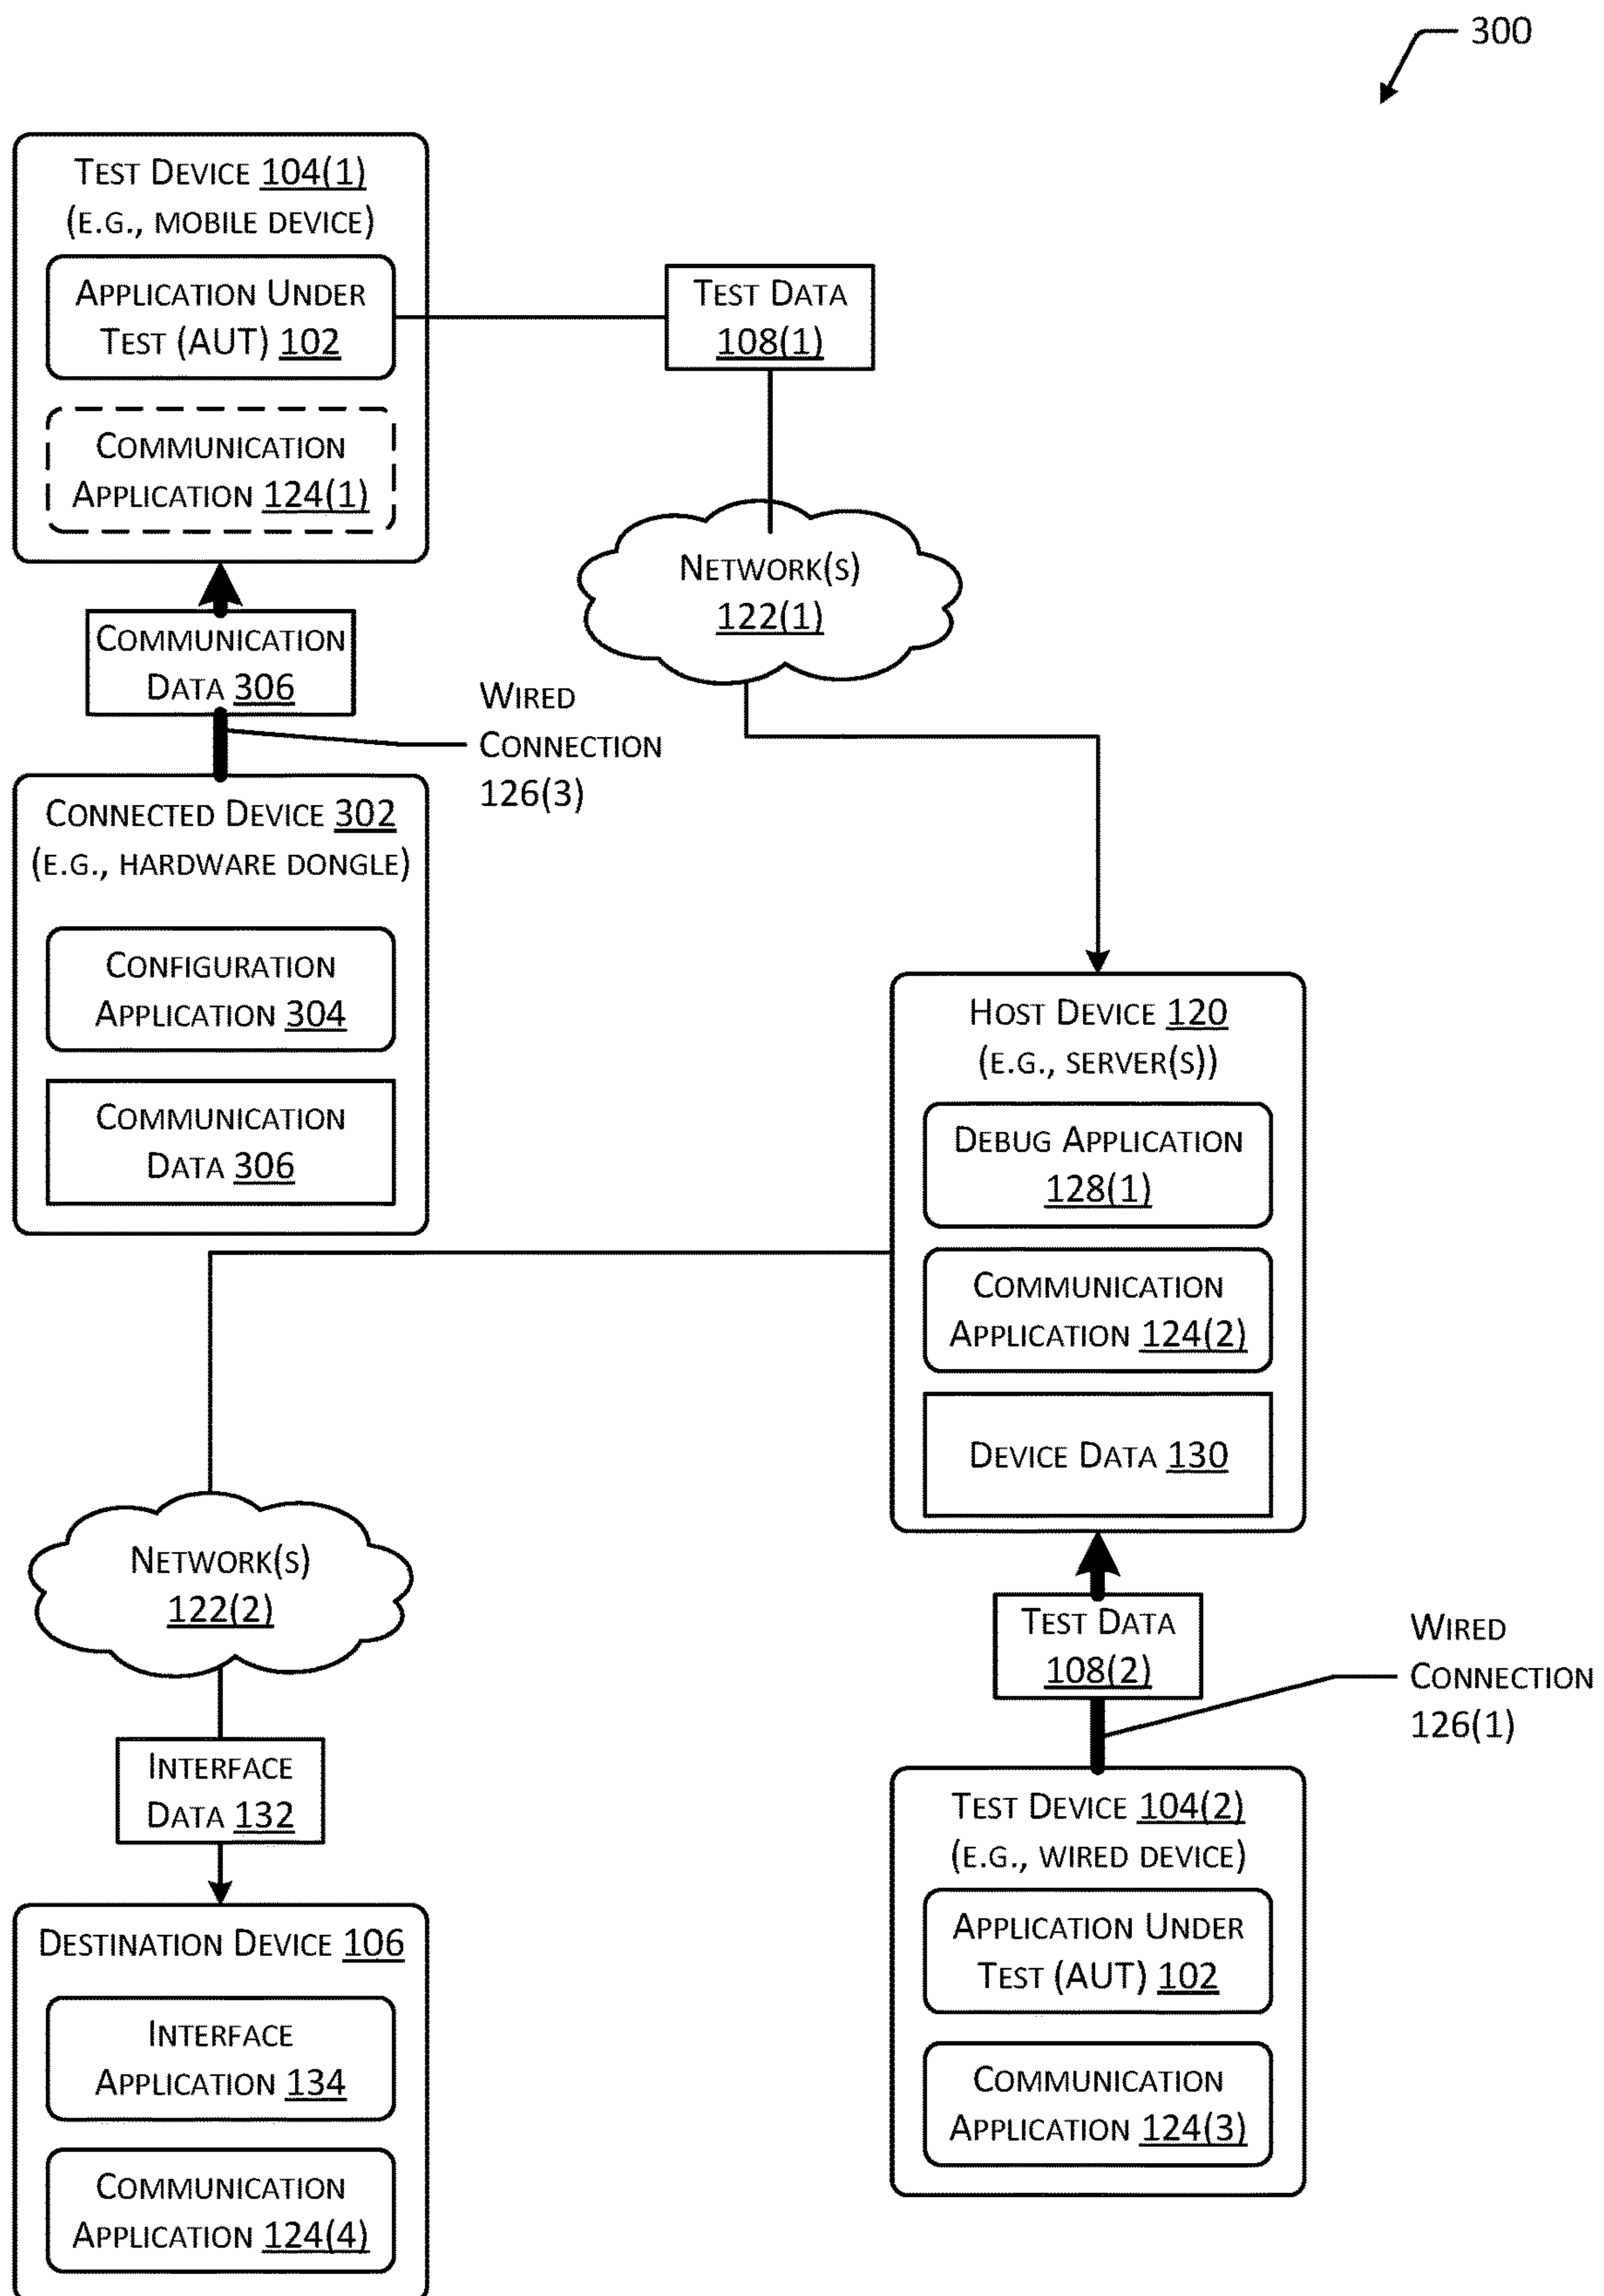 300
TEST DEVICE 104(1)
(E.G., MOBILE DEVICE)
APPLICATION UNDER
TEST (AUT) 102
COMMUNICATION
APPLICATION 124(1)
TEST DATA
108(1)
NETWORK(S)
122(1)
COMMUNICATION
DATA 306
WIRED
CONNECTION
126(3)
CONNECTED DEVICE 302
(E.G., HARDWARE DONGLE)
CONFIGURATION
APPLICATION 304
COMMUNICATION
DATA 306
HOST DEVICE 120
(E.G., SERVER(S))
DEBUG APPLICATION
128(1)
COMMUNICATION
APPLICATION 124(2)
DEVICE DATA 130
NETWORK(S)
122(2)
TEST DATA
108(2)
WIRED
CONNECTION
126(1)
INTERFACE
DATA 132
TEST DEVICE 104(2)
(E.G., WIRED DEVICE)
APPLICATION UNDER
TEST (AUT) 102
COMMUNICATION
APPLICATION 124(3)
DESTINATION DEVICE 106
INTERFACE
APPLICATION 134
COMMUNICATION
APPLICATION 124(4)